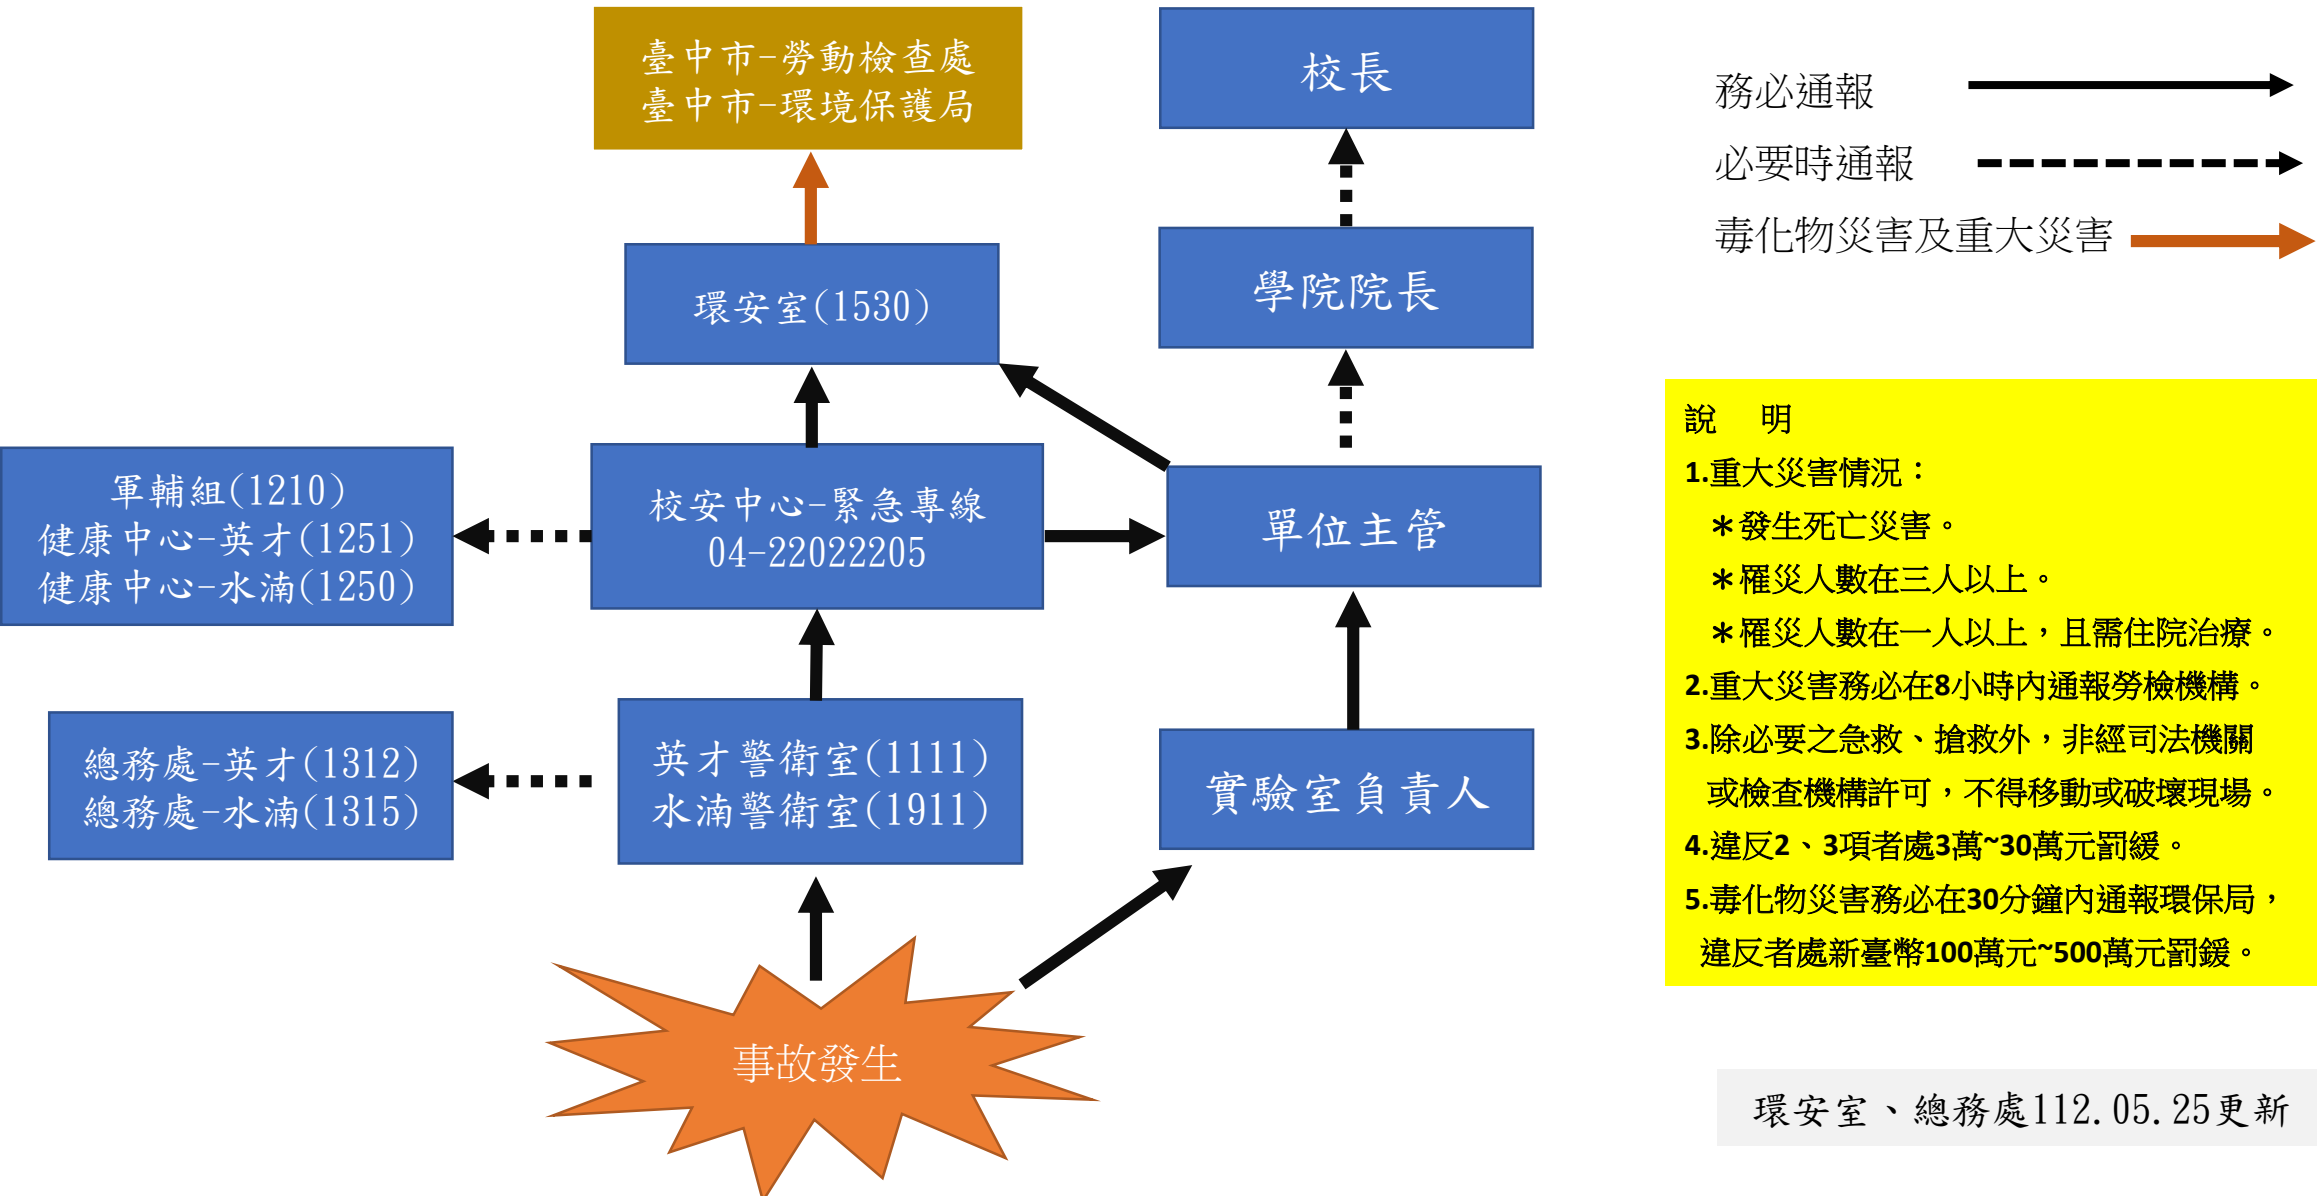 臺中市-勞動檢查處
臺中市-環境保護局
校長
務必通報
必要時通報
毒化物災害及重大災害
環安室(1530)
學院院長
軍輔組(1210)
健康中心-英才(1251)
健康中心-水湳(1250)
校安中心-緊急專線
04-22022205
單位主管
總務處-英才(1312)
總務處-水湳(1315)
英才警衛室(1111)
水湳警衛室(1911)
實驗室負責人
事故發生
說 明
1.重大災害情況：
＊發生死亡災害。
＊罹災人數在三人以上。
＊罹災人數在一人以上，且需住院治療。
2.重大災害務必在8小時內通報勞檢機構。
3.除必要之急救、搶救外，非經司法機關
或檢查機構許可，不得移動或破壞現場。
4.違反2、3項者處3萬~30萬元罰緩。
5.毒化物災害務必在30分鐘內通報環保局，
違反者處新臺幣100萬元~500萬元罰鍰。
環安室、總務處112.05.25更新